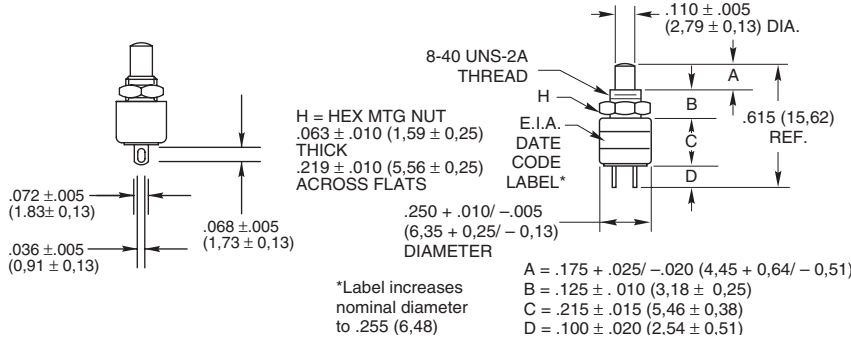 .110 ± .005
(2,79 ± 0,13) DIA.
8-40 UNS-2A
THREAD
A
H
B
H = HEX MTG NUT
.063 ± .010 (1,59 ± 0,25)
THICK
.219 ± .010 (5,56 ± 0,25)
ACROSS FLATS
E.I.A.
DATE
CODE
LABEL*
.615 (15,62)
REF.
C
D
.072 ±.005
(1.83± 0,13)
.068 ±.005
(1,73 ± 0,13)
.036 ±.005
(0,91 ± 0,13)
.250 + .010/ –.005
(6,35 + 0,25/ – 0,13)
DIAMETER
*Label increases
nominal diameter
to .255 (6,48)
A = .175 + .025/ –.020 (4,45 + 0,64/ – 0,51)
B = .125 ± . 010 (3,18 ± 0,25)
C = .215 ± .015 (5,46 ± 0,38)
D = .100 ± .020 (2,54 ± 0,51)